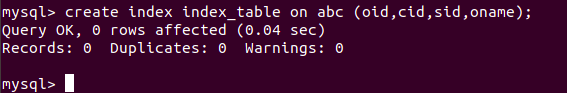 mysql> create index index_table on abc (oid,cid,sid,oname);
Query OK, 0 rows affected (0.04 sec)
Records: 0  Duplicates: 0  Warnings: 0
mysql>